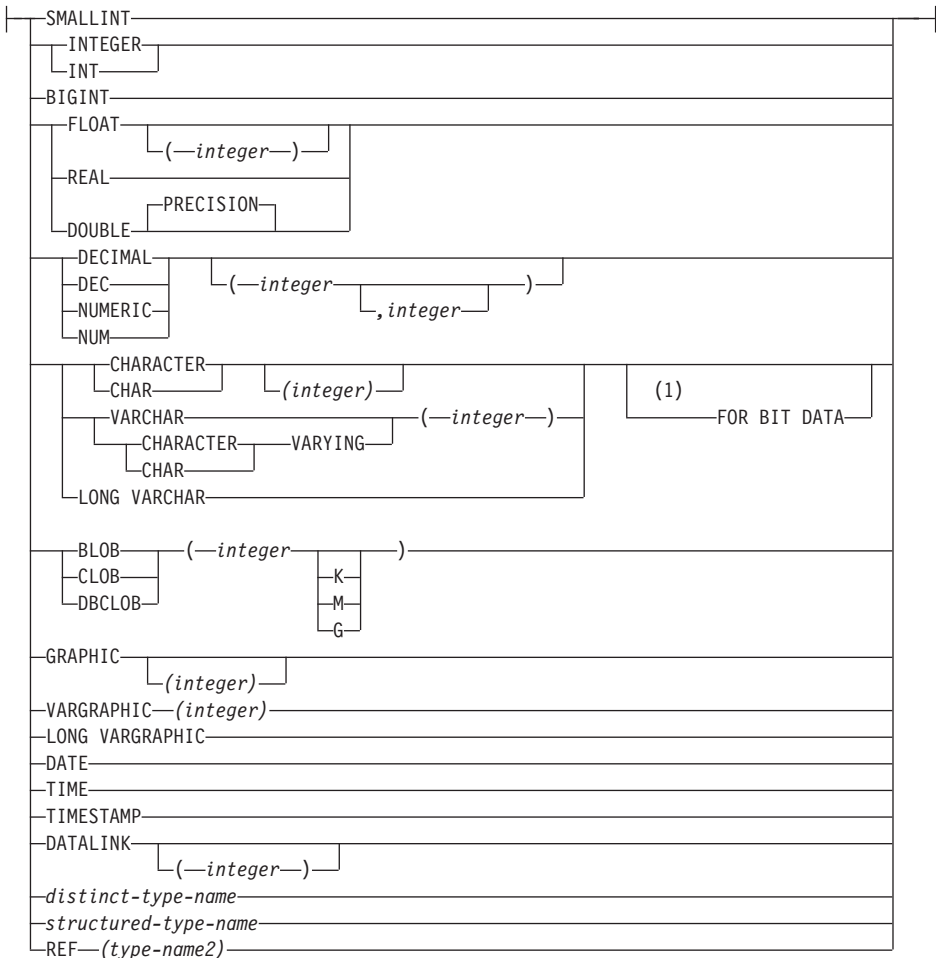 SMALLINT
INTEGER
INT
BIGINT
FLOAT
(integer)
REAL
PRECISION
DOUBLE
DECIMAL
DEC
NUMERIC
NUM
(integer
,integer
)
CHARACTER
CHAR
(integer)
VARCHAR
CHARACTER
CHAR
VARYING
(integer)
LONG VARCHAR
(1)
FOR BIT DATA
BLOB
CLOB
DBCLOB
(integer
K
M
G
)
GRAPHIC
(integer)
VARGRAPHIC (integer)
LONG VARGRAPHIC
DATE
TIME
TIMESTAMP
DATALINK
(integer)
distinct-type-name
structured-type-name
REF (type-name2)